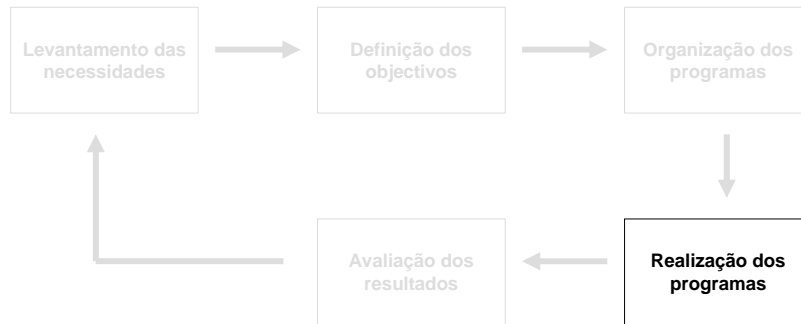 Levantamento das
necessidades
Definição dos
objectivos
Organização dos
programas
Avaliação dos
resultados
Realização dos
programas